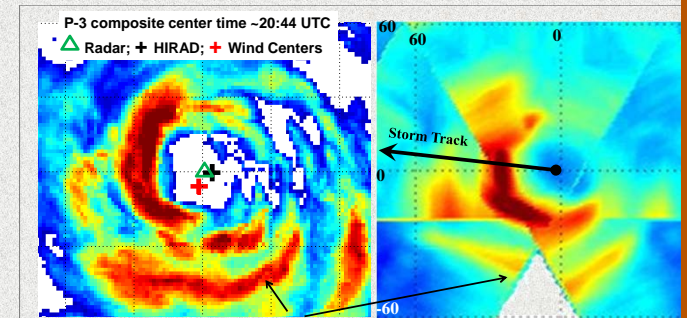 P-3 composite center time ~20:44 UTC
Radar; + HIRAD; + Wind Centers
60
60
0
Storm Track
0
-60